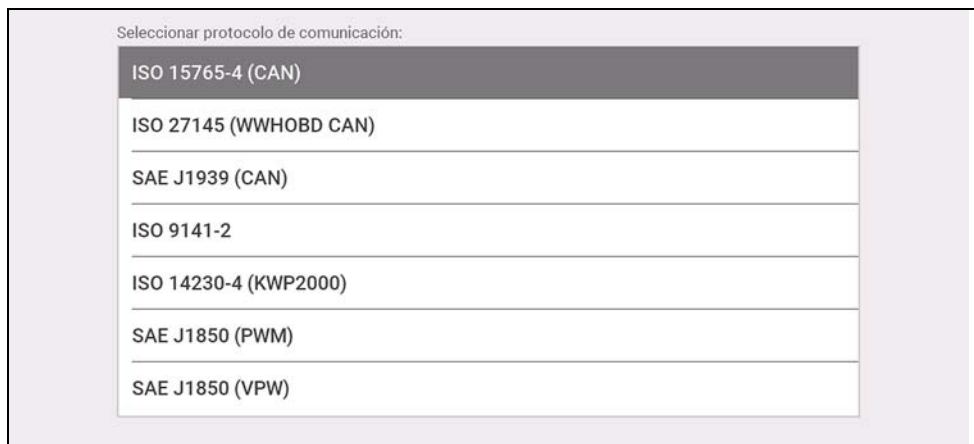 Seleccionar protocolo de comunicación:
ISO 15765-4 (CAN)
ISO 27145 (WWHOBD CAN)
SAE J1939 (CAN)
ISO 9141-2
ISO 14230-4 (KWP2000)
SAE J1850 (PWM)
SAE J1850 (VPW)